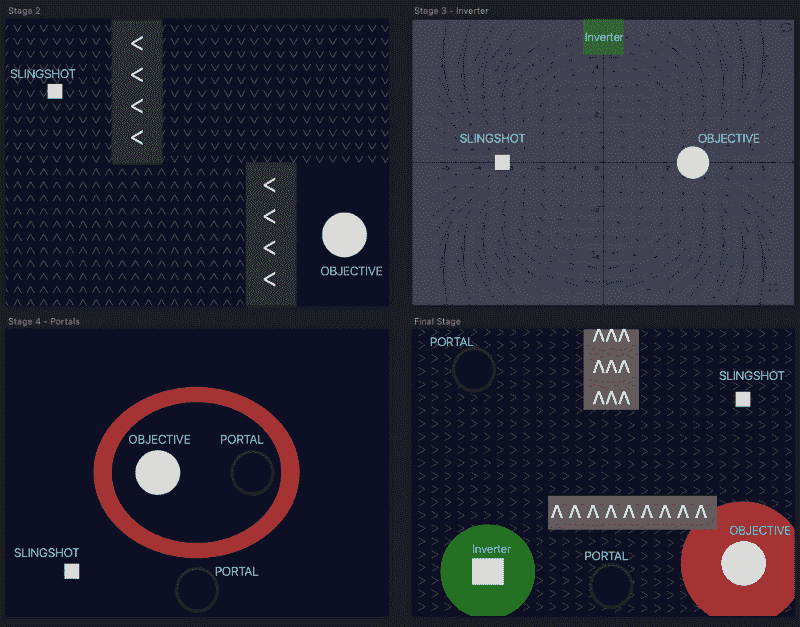 Stage 2
SLINGSHOT
OBJECTIVE
Stage 3 - Inverter
Inverter
SLINGSHOT
OBJECTIVE
Stage 4 - Portals
OBJECTIVE
PORTAL
SLINGSHOT
PORTAL
Final Stage
PORTAL
SLINGSHOT
OBJECTIVE
Inverter
PORTAL